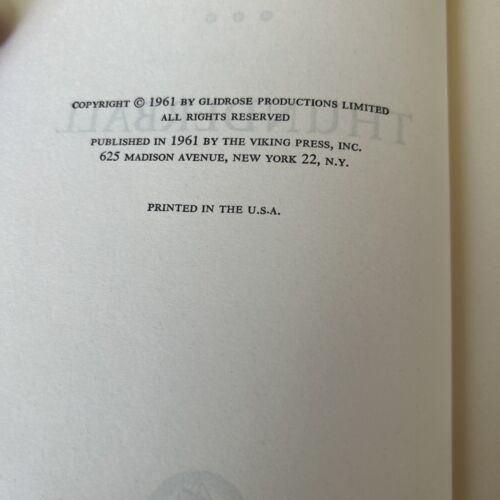 COPYRIGHT © 1961 BY GLIDROSE PRODUCTIONS LIMITED
ALL RIGHTS RESERVED
PUBLISHED IN 1961 BY THE VIKING PRESS, INC.
625 MADISON AVENUE, NEW YORK 22, N.Y.
PRINTED IN THE U.S.A.
THUNDERBALL